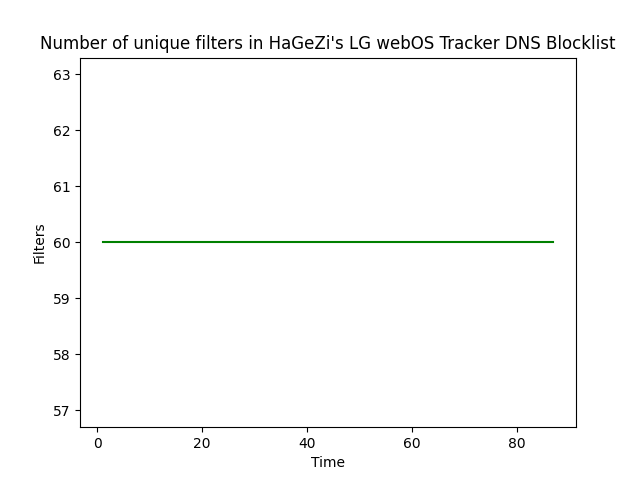 Number of unique filters in HaGeZi's LG webOS Tracker DNS Blocklist
63
62
61
60
59
58
57
Filters
0 20 40 60 80
Time